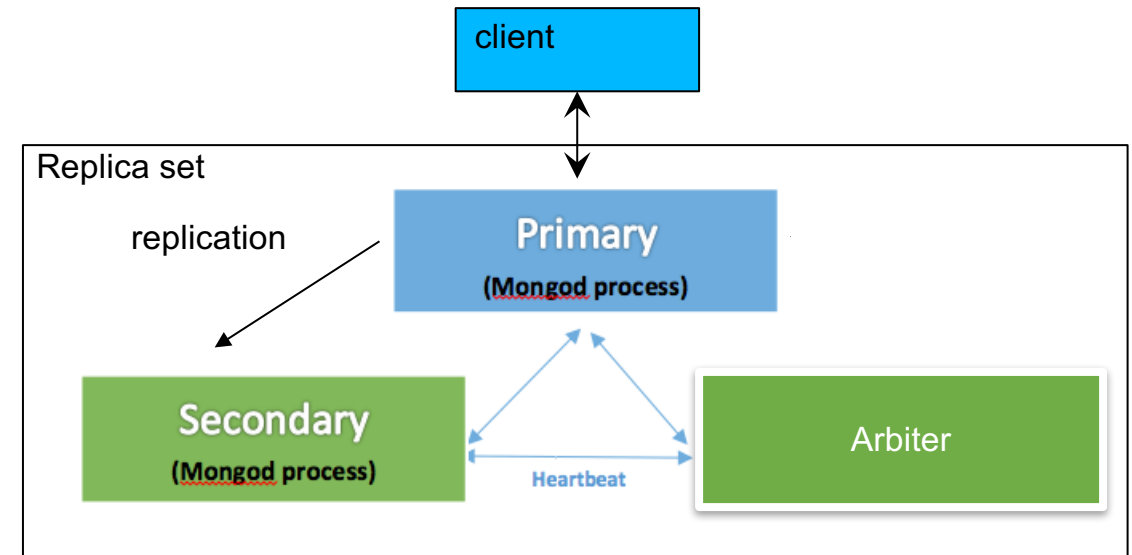 client
Replica set
replication
Primary
(Mongod process)
Secondary
(Mongod process)
Arbiter
Heartbeat